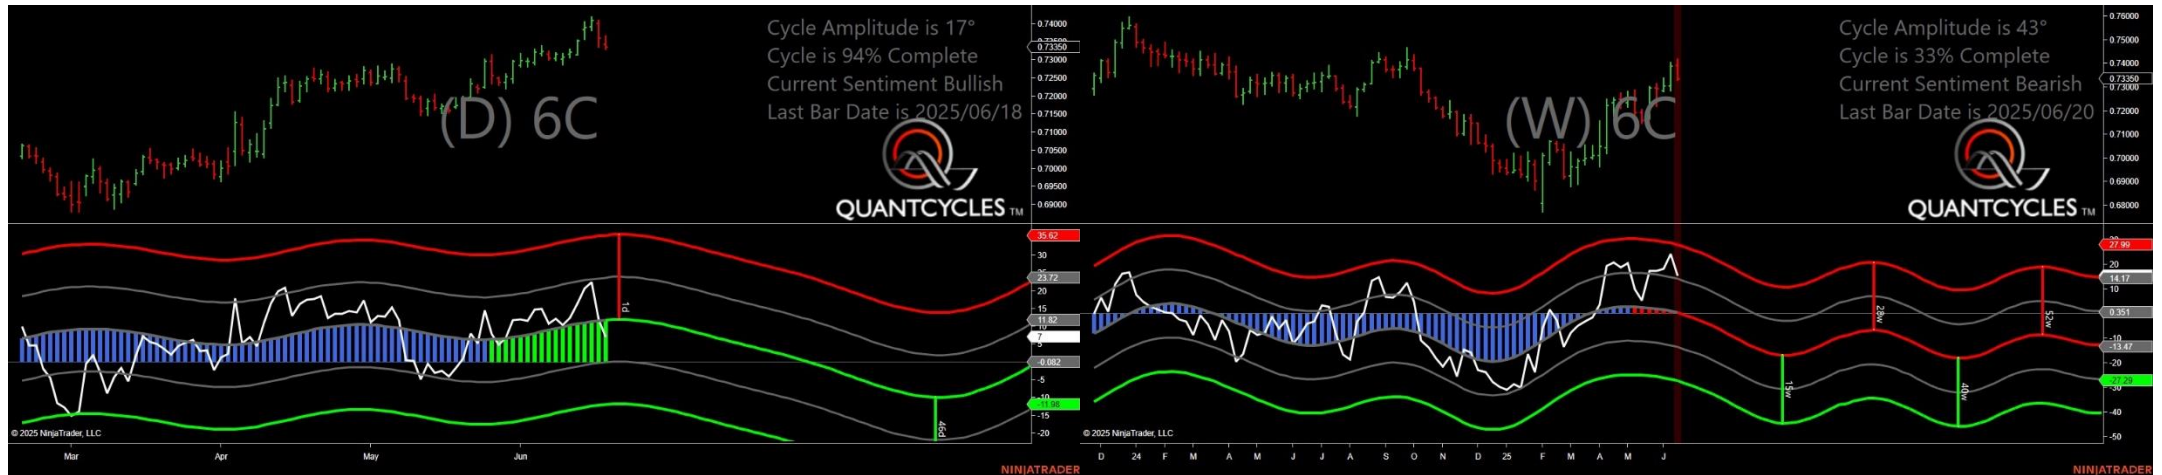 Cycle Amplitude is 17°
Cycle is 94% Complete
Current Sentiment Bullish
Last Bar Date is 2025/06/18
(D) 6C
QUANTCYCLES TM
0.74000
0.73350
0.73000
0.72500
0.72000
0.71500
0.71000
0.70500
0.70000
0.69500
0.69000
35.62
30
23.72
20
15
11.82
7
5
-0.082
-5
-10
-11.98
-15
-20
1d
46d
© 2025 NinjaTrader, LLC
Mar Apr May Jun
NINJATRADER
Cycle Amplitude is 43°
Cycle is 33% Complete
Current Sentiment Bearish
Last Bar Date is 2025/06/20
(W) 6C
QUANTCYCLES TM
0.76000
0.75000
0.74000
0.73350
0.73000
0.72000
0.71000
0.70000
0.69000
0.68000
27.99
20
14.17
10
0.351
-10
-13.47
-20
-27.29
-30
-40
-50
15w
28w
40w
52w
© 2025 NinjaTrader, LLC
D 24 F M A M J J A S O N D 25 F M A M J
NINJATRADER